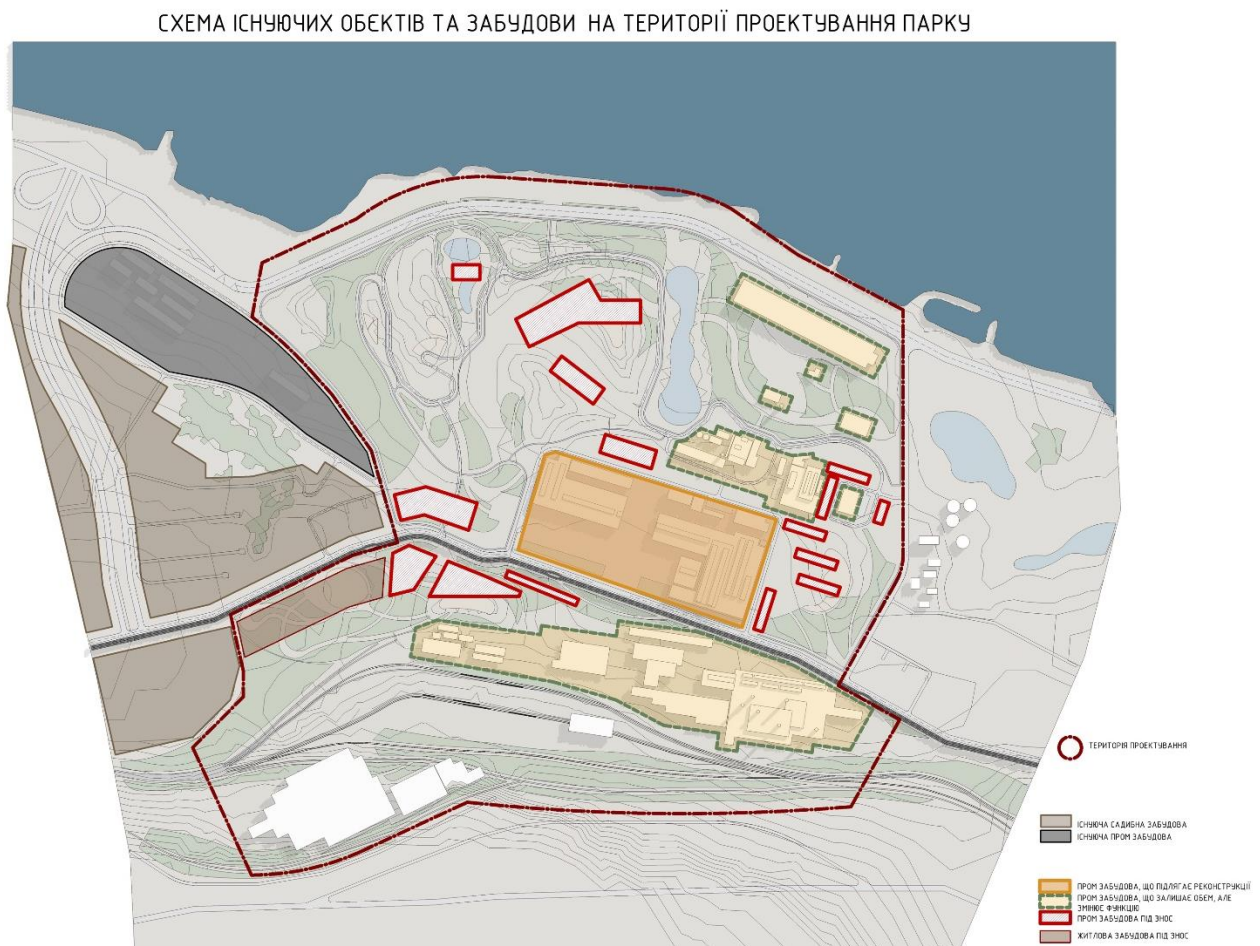 СХЕМА ІСНУЮЧИХ ОБЄКТІВ ТА ЗАБУДОВИ НА ТЕРИТОРІЇ ПРОЕКТУВАННЯ ПАРКУ
ТЕРИТОРІЯ ПРОЕКТУВАННЯ
ІСНУЮЧА САДИБНА ЗАБУДОВА
ІСНУЮЧА ПРОМ ЗАБУДОВА
ПРОМ ЗАБУДОВА, ЩО ПІДЛЯГАЄ РЕКОНСТРУКЦІЇ
ПРОМ ЗАБУДОВА, ЩО ЗАЛИШАЄ ОБЕМ, АЛЕ
ЗМІНЮЄ ФУНКЦІЮ
ПРОМ ЗАБУДОВА ПІД ЗНОС
ЖИТЛОВА ЗАБУДОВА ПІД ЗНОС